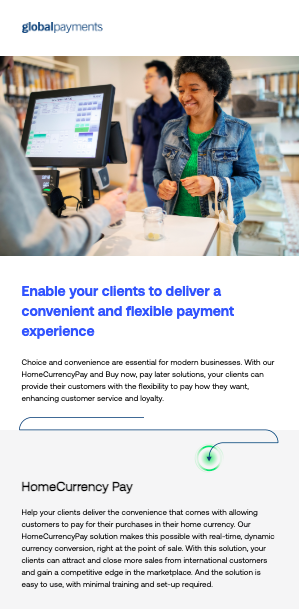 globalpayments
Enable your clients to deliver a
convenient and flexible payment
experience
Choice and convenience are essential for modern businesses. With our
HomeCurrencyPay and Buy now, pay later solutions, your clients can
provide their customers with the flexibility to pay how they want,
enhancing customer service and loyalty.
HomeCurrency Pay
Help your clients deliver the convenience that comes with allowing
customers to pay for their purchases in their home currency. Our
HomeCurrencyPay solution makes this possible with real-time, dynamic
currency conversion, right at the point of sale. With this solution, your
clients can attract and close more sales from international customers
and gain a competitive edge in the marketplace. And the solution is
easy to use, with minimal training and set-up required.